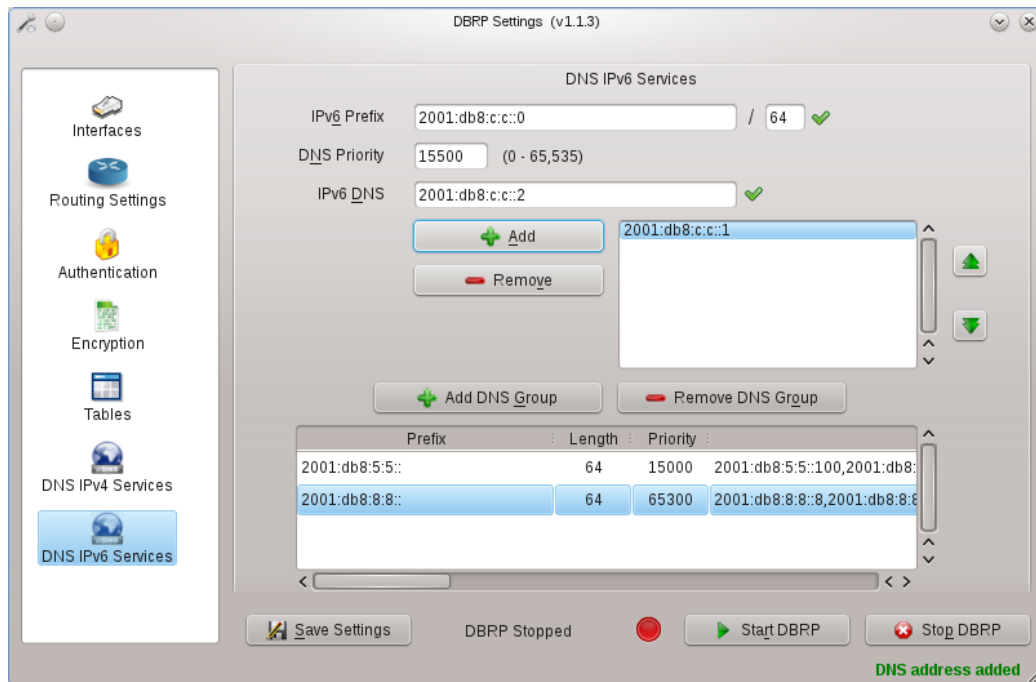 DBRP Settings (v1.1.3)
Interfaces
Routing Settings
Authentication
Encryption
Tables
DNS IPv4 Services
DNS IPv6 Services
DNS IPv6 Services
IPv6 Prefix 2001:db8:c:c::0 / 64
DNS Priority 15500 (0 - 65,535)
IPv6 DNS 2001:db8:c:c::2
Add
Remove
2001:db8:c:c::1
Add DNS Group
Remove DNS Group
Prefix Length Priority
2001:db8:5:5:: 64 15000 2001:db8:5:5::100,2001:db8:
2001:db8:8:8:: 64 65300 2001:db8:8:8::8,2001:db8:8:8
Save Settings DBRP Stopped Start DBRP Stop DBRP
DNS address added